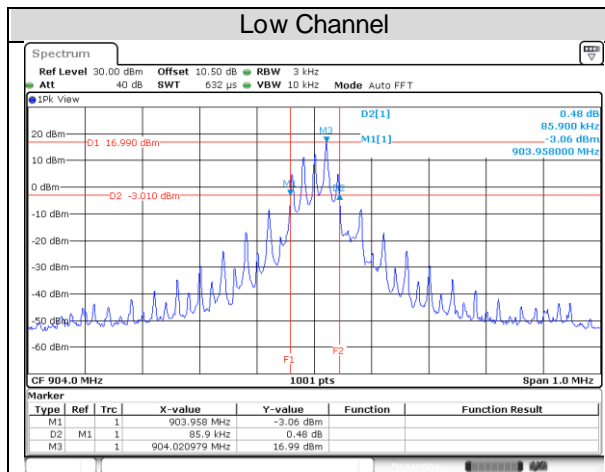 Low Channel
Spectrum
Ref Level 30.00 dBm Offset 10.50 dB RBW 3 kHz
Att 40 dB SWT 632 µs VBW 10 kHz Mode Auto FFT
1Pk View
D2[1] 0.48 dB
85.900 kHz
M1[1] -3.06 dBm
903.958000 MHz
M3
20 dBm
D1 16.990 dBm
10 dBm
0 dBm
M1
D2
D2 -3.010 dBm
-10 dBm
-20 dBm
-30 dBm
-40 dBm
-50 dBm
-60 dBm
F1
F2
CF 904.0 MHz 1001 pts Span 1.0 MHz
Marker
Type Ref Trc X-value Y-value Function Function Result
M1 1 903.958 MHz -3.06 dBm
D2 M1 1 85.9 kHz 0.48 dB
M3 1 904.020979 MHz 16.99 dBm